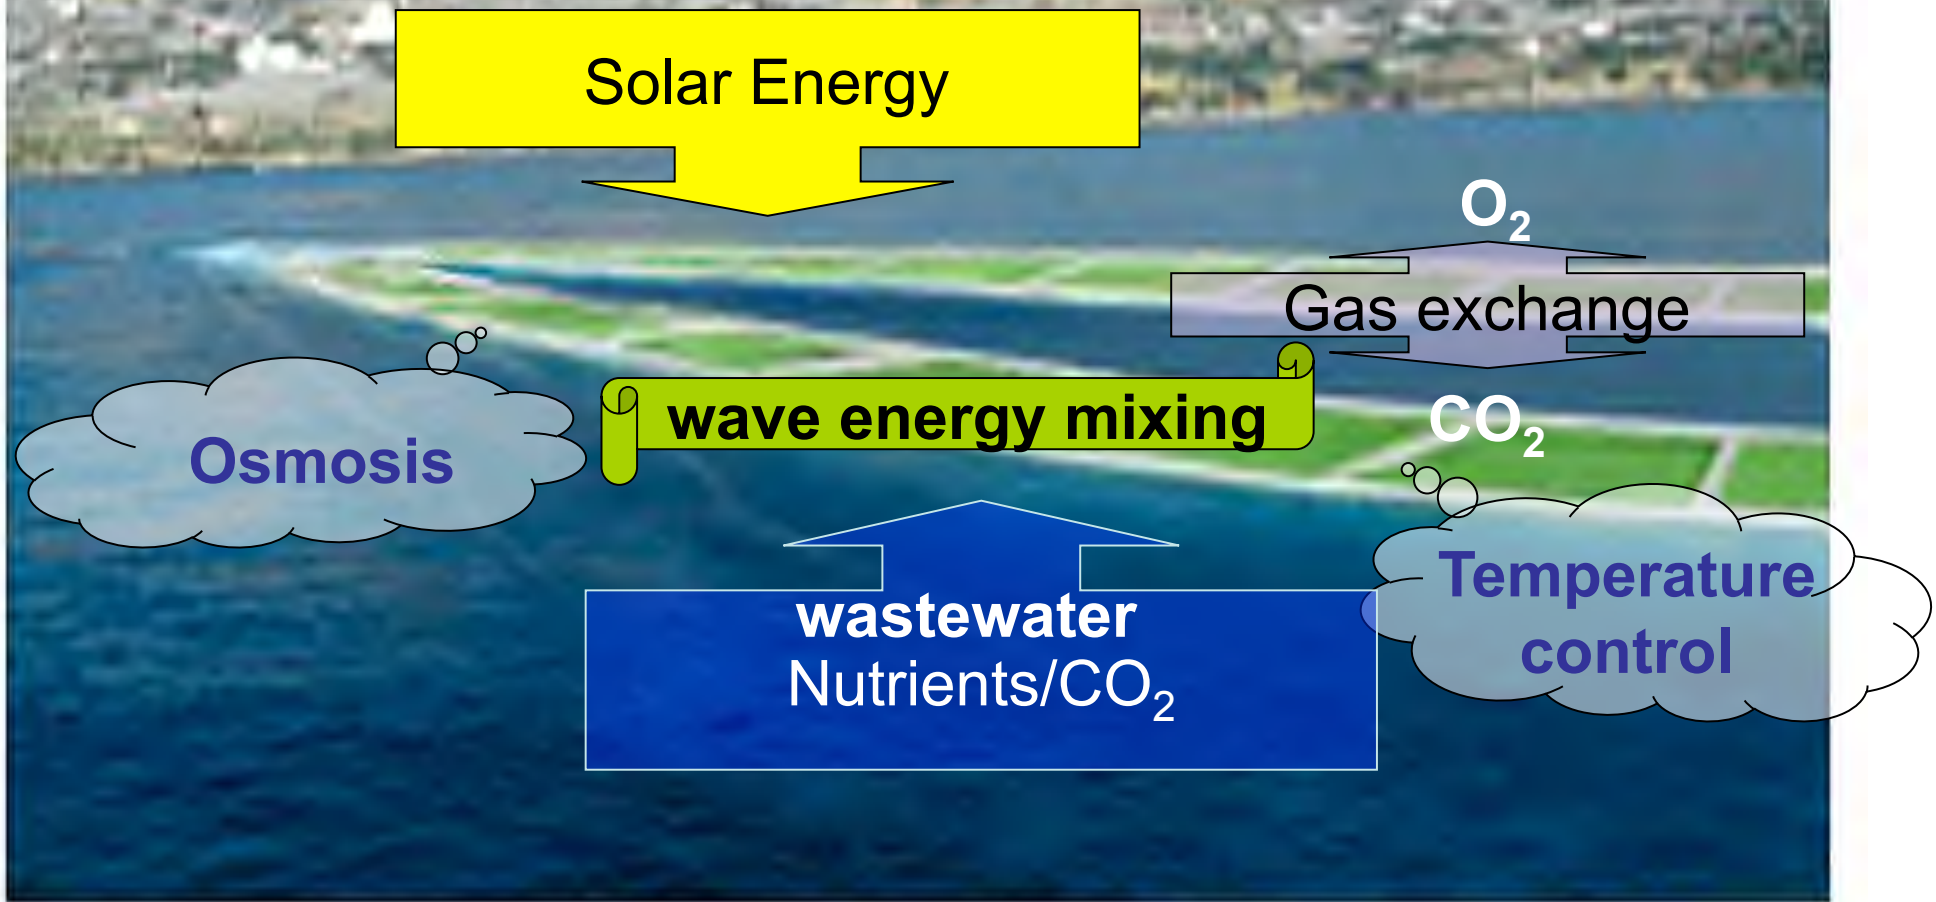 Solar Energy
O₂
Gas exchange
CO₂
wave energy mixing
Osmosis
Temperature
control
wastewater
Nutrients/CO₂